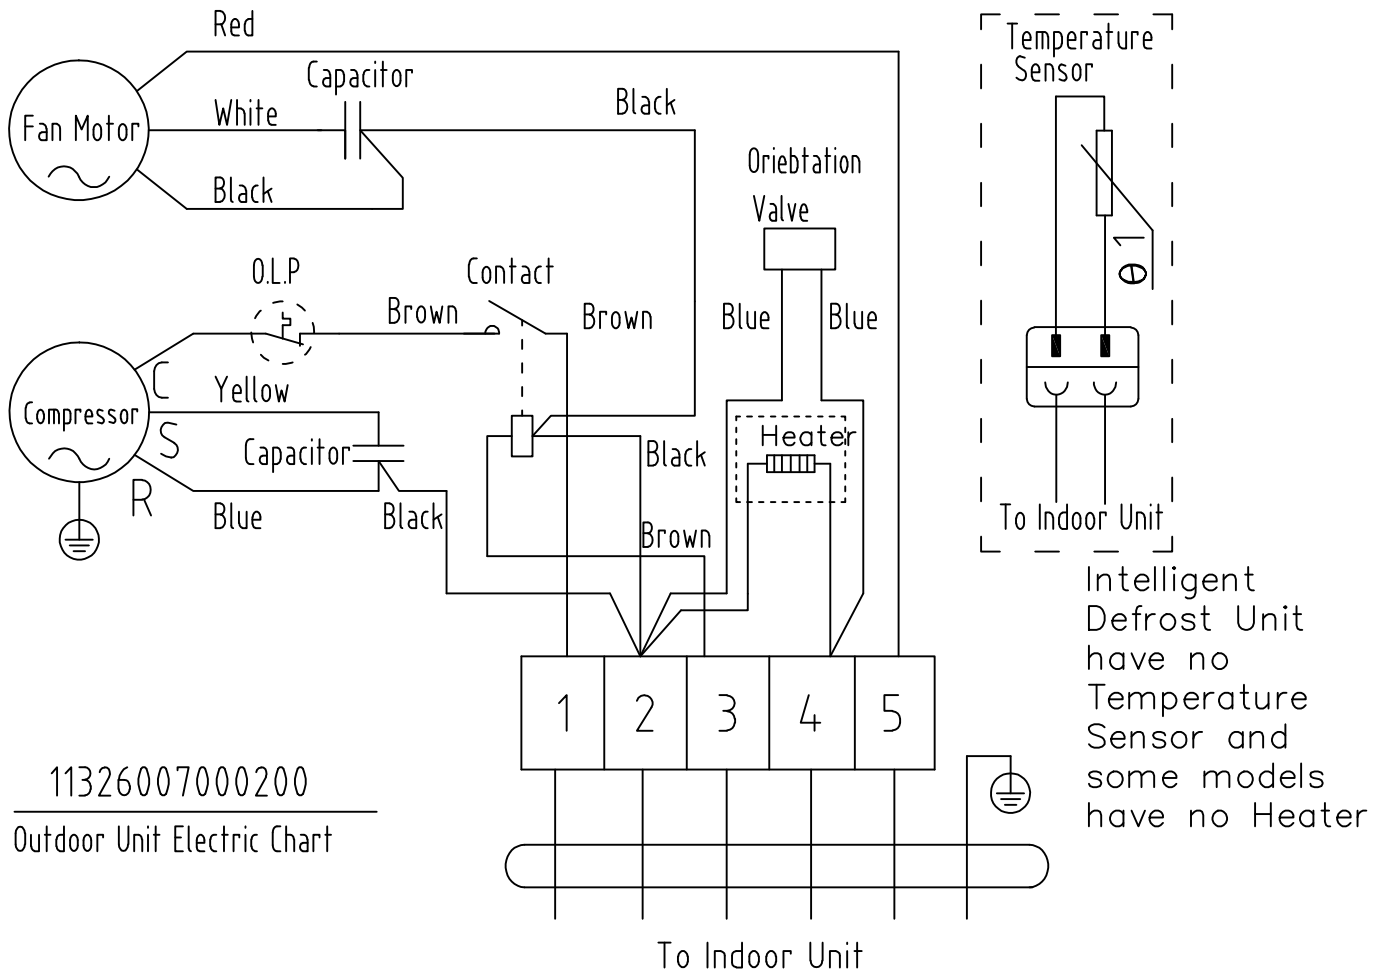 Red
Capacitor
White
Black
Fan Motor
Black
Oriebtation
Valve
Temperature
Sensor
θ 1
O.L.P
Contact
Brown
Brown
Blue
Blue
C
Yellow
Compressor
S
Capacitor
Heater
Black
R
Blue
Black
Brown
To Indoor Unit
Intelligent
Defrost Unit
have no
Temperature
Sensor and
some models
have no Heater
1 2 3 4 5
11326007000200
Outdoor Unit Electric Chart
To Indoor Unit